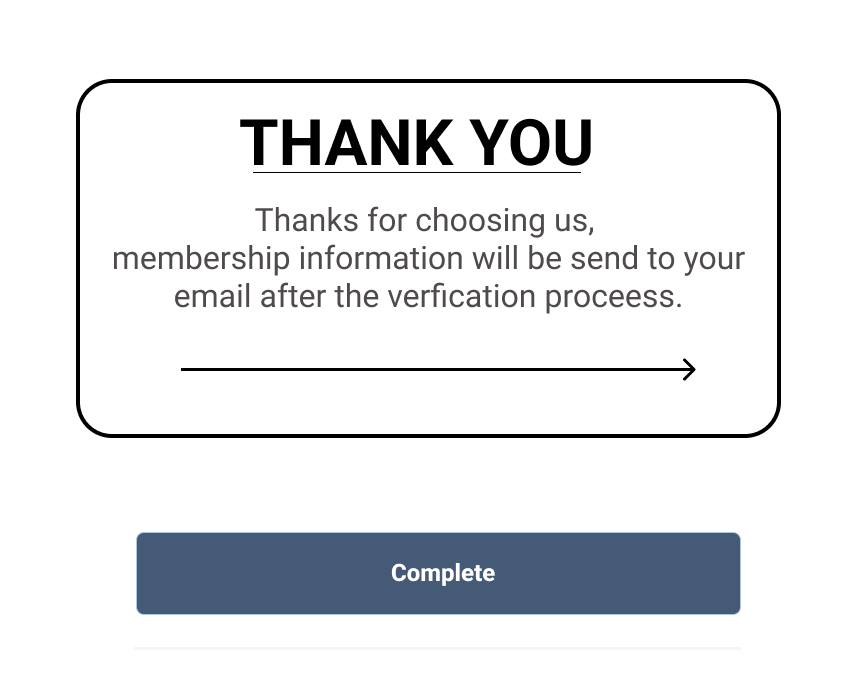 THANK YOU
Thanks for choosing us,
membership information will be send to your
email after the verfication proceess.
Complete